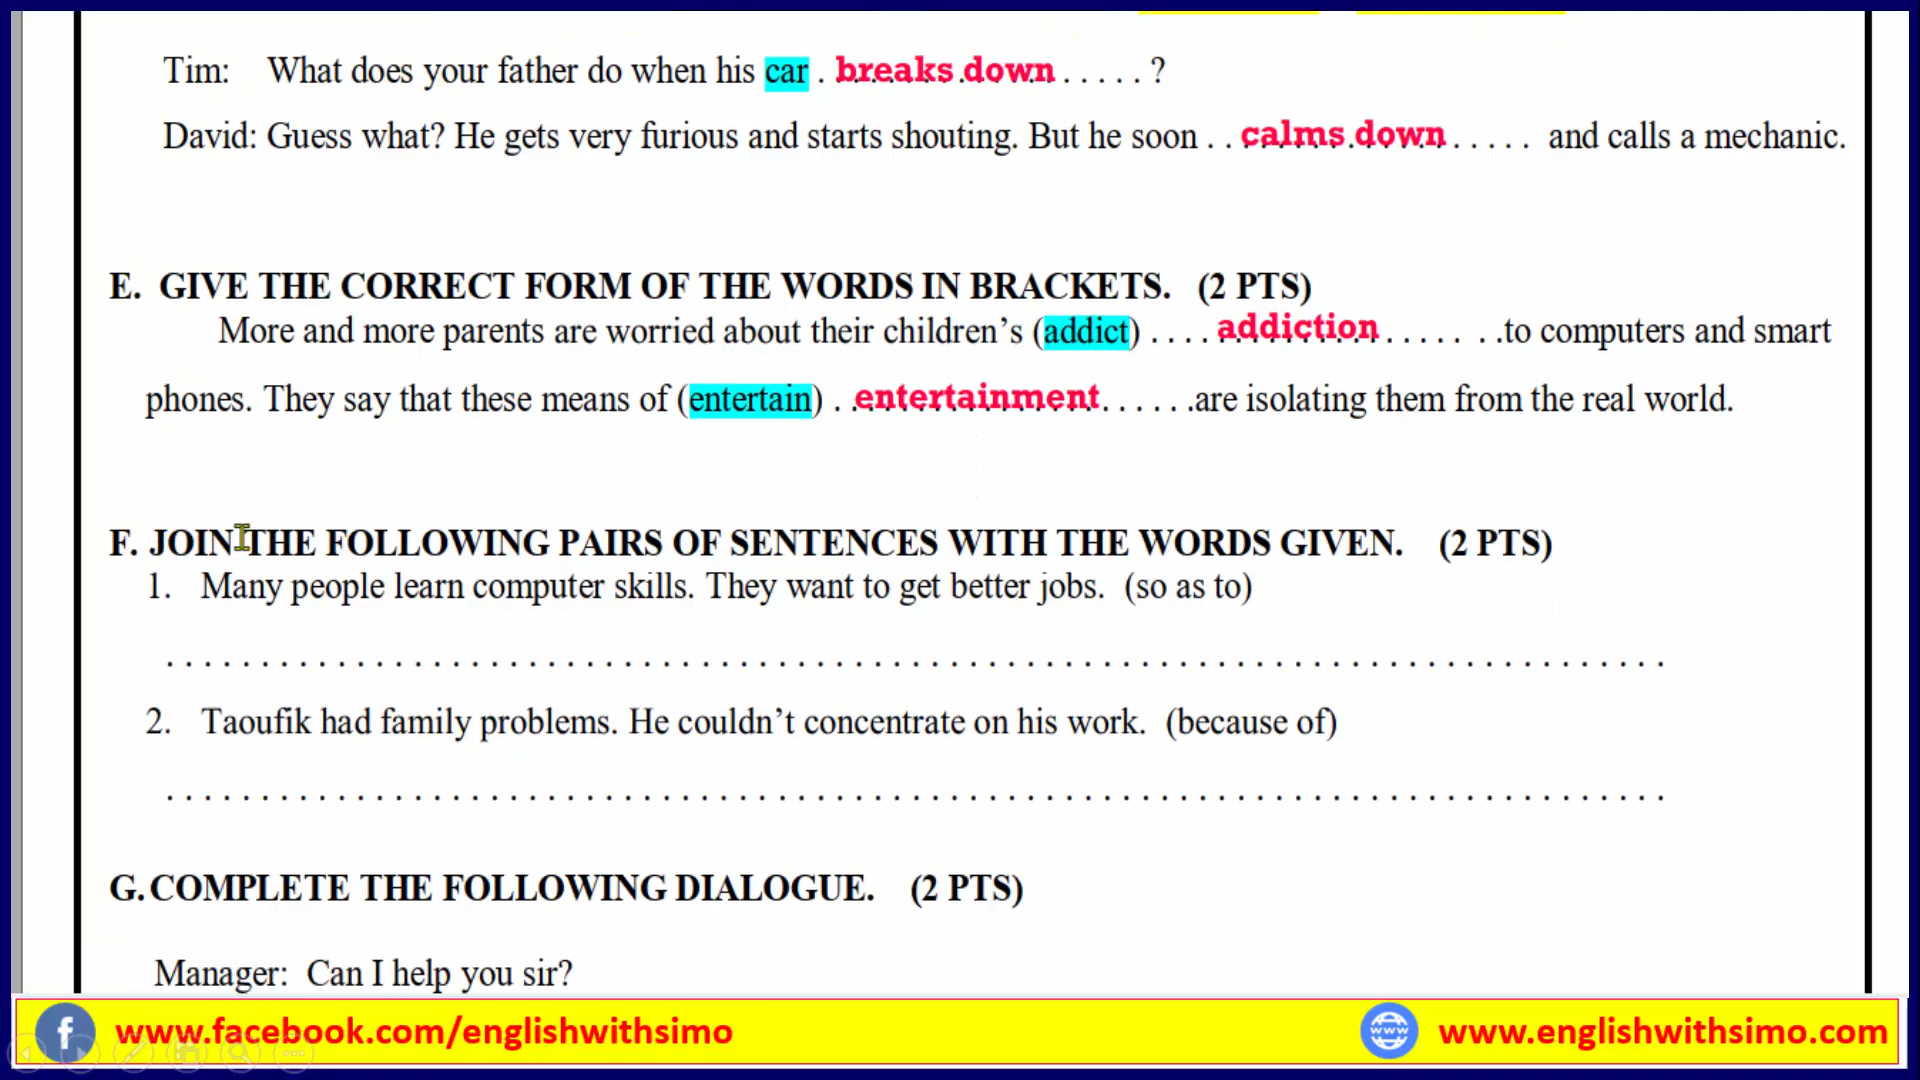 Tim: What does your father do when his car . breaks down . . . . . ?
David: Guess what? He gets very furious and starts shouting. But he soon . . calms down . . . . . and calls a mechanic.
E. GIVE THE CORRECT FORM OF THE WORDS IN BRACKETS. (2 PTS)
More and more parents are worried about their children’s (addict) . . . . addiction . . . . . . .to computers and smart
phones. They say that these means of (entertain) . . entertainment . . . . . .are isolating them from the real world.
F. JOIN THE FOLLOWING PAIRS OF SENTENCES WITH THE WORDS GIVEN. (2 PTS)
1. Many people learn computer skills. They want to get better jobs. (so as to)
. . . . . . . . . . . . . . . . . . . . . . . . . . . . . . . . . . . . . . . . . . . . . . . . . . . . . . . . . . . . . . . . . . . . . . .
2. Taoufik had family problems. He couldn’t concentrate on his work. (because of)
. . . . . . . . . . . . . . . . . . . . . . . . . . . . . . . . . . . . . . . . . . . . . . . . . . . . . . . . . . . . . . . . . . . . . . .
G. COMPLETE THE FOLLOWING DIALOGUE. (2 PTS)
Manager: Can I help you sir?
f www.facebook.com/englishwithsimo www www.englishwithsimo.com